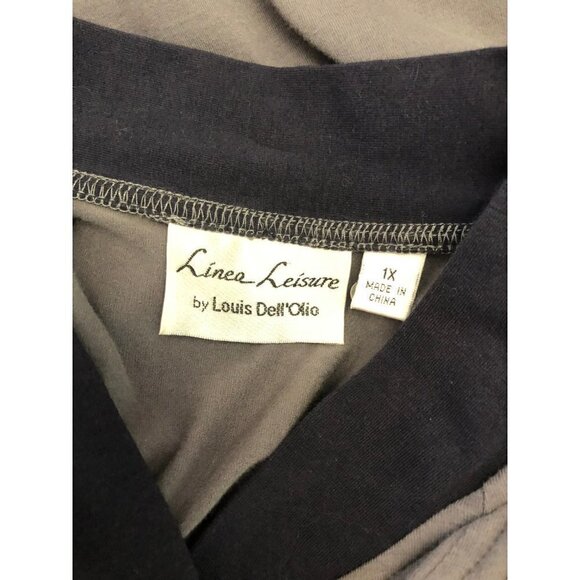 Linea Leisure
by Louis Dell'Olio
1X
MADE IN
CHINA